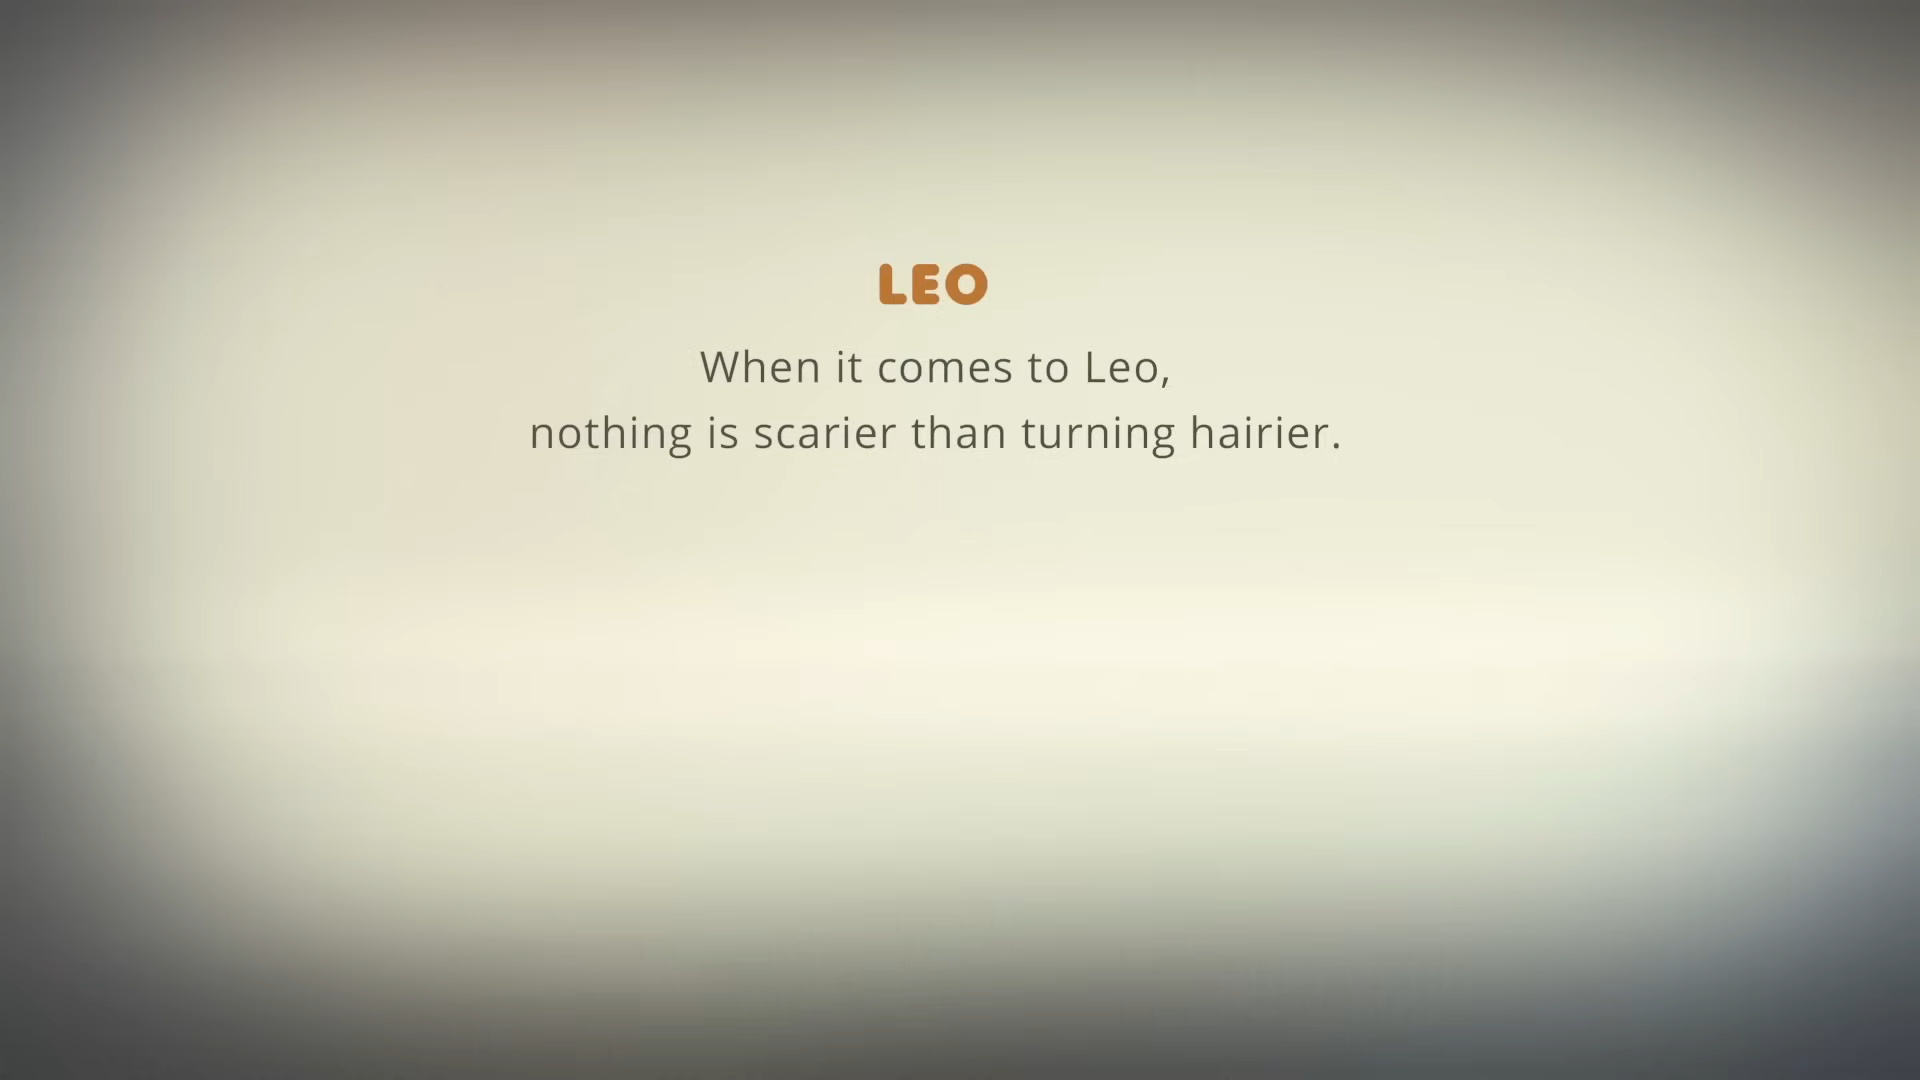 LEO
When it comes to Leo,
nothing is scarier than turning hairier.